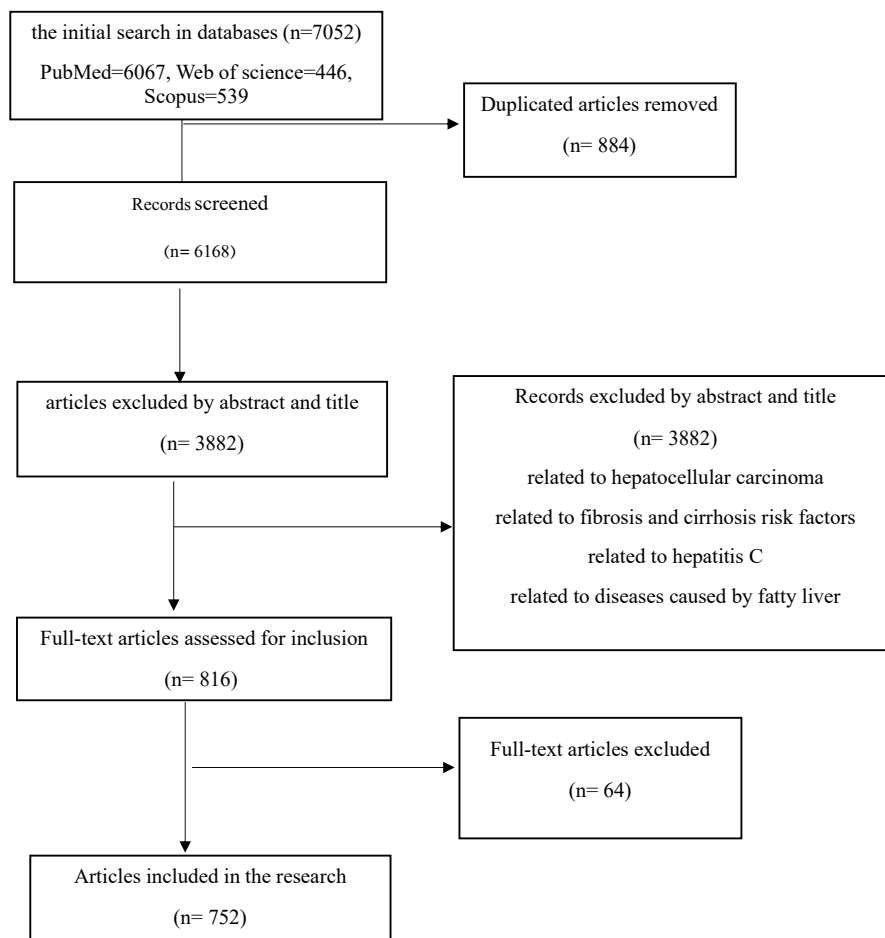 the initial search in databases (n=7052)
PubMed=6067, Web of science=446,
Scopus=539
Duplicated articles removed
(n= 884)
Records screened
(n= 6168)
articles excluded by abstract and title
(n= 3882)
Records excluded by abstract and title
(n= 3882)
related to hepatocellular carcinoma
related to fibrosis and cirrhosis risk factors
related to hepatitis C
related to diseases caused by fatty liver
Full-text articles assessed for inclusion
(n= 816)
Full-text articles excluded
(n= 64)
Articles included in the research
(n= 752)